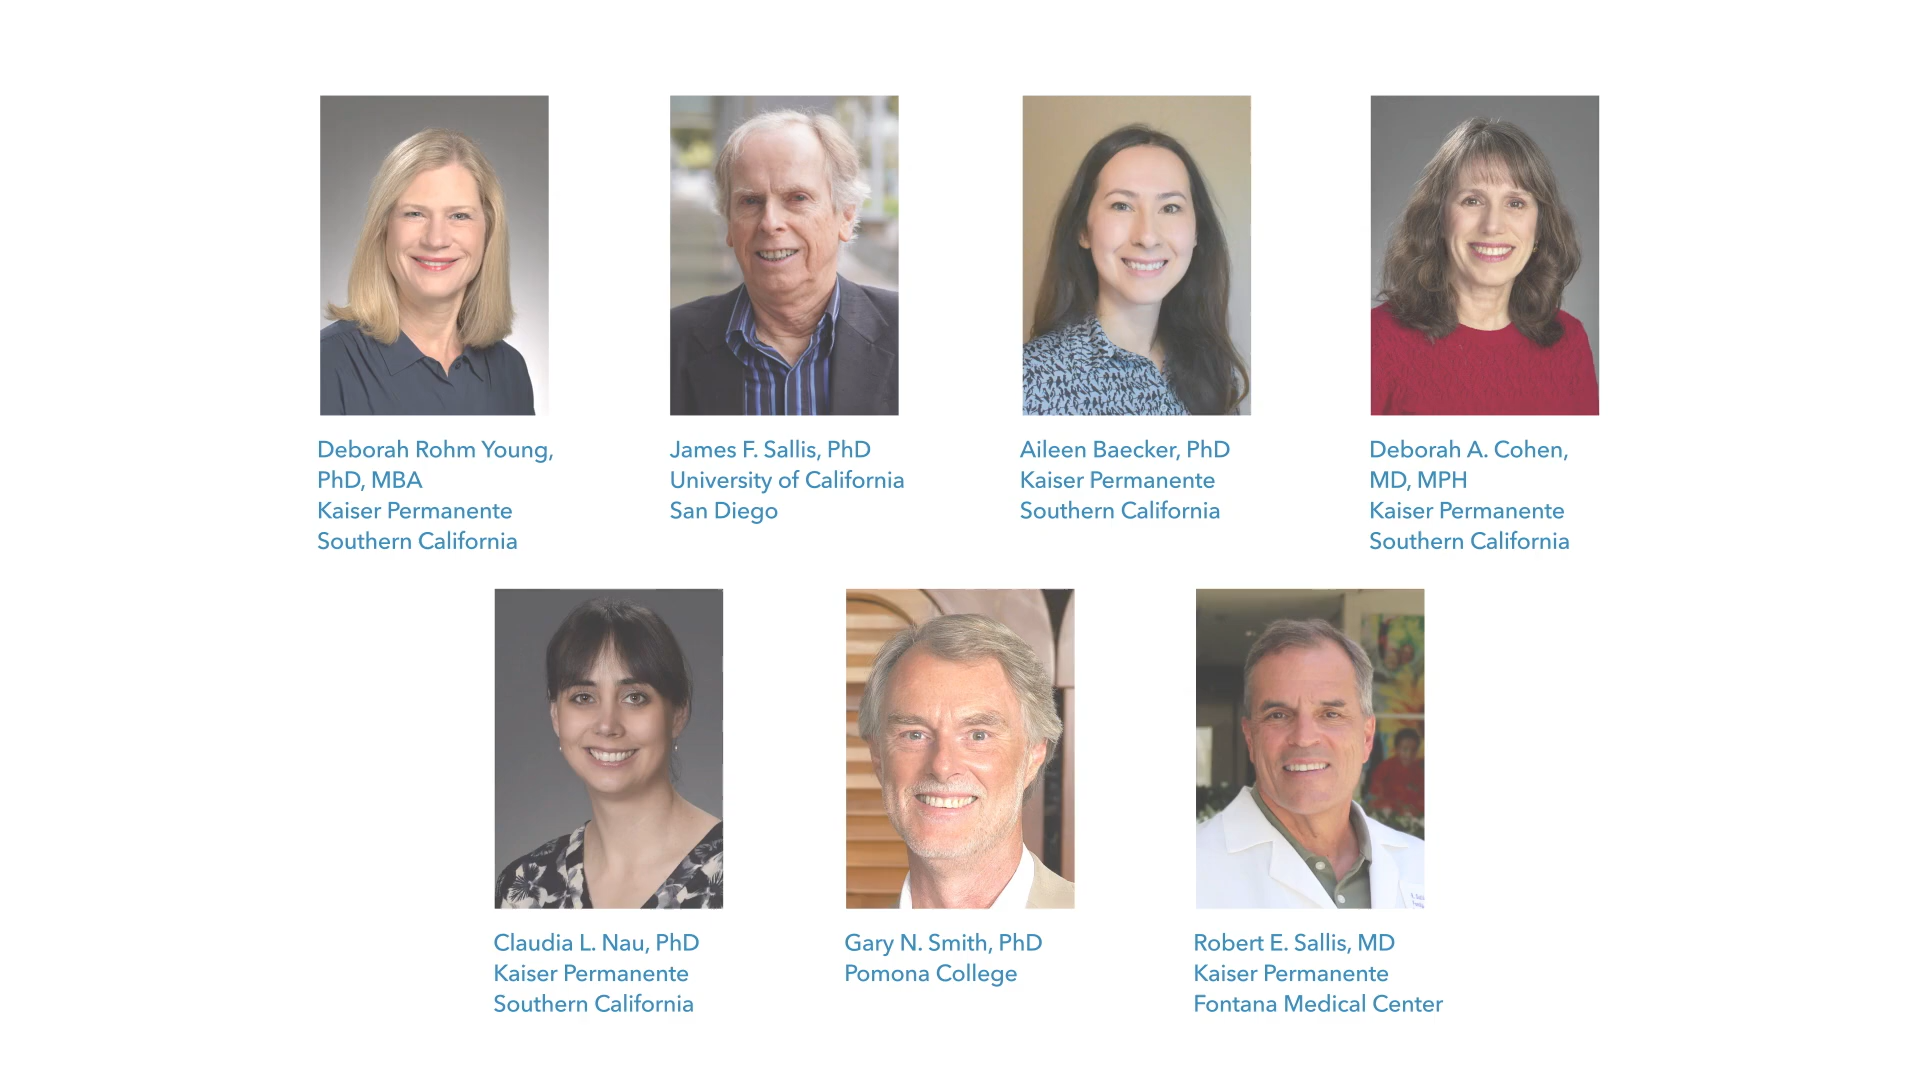 Deborah Rohm Young,
PhD, MBA
Kaiser Permanente
Southern California
James F. Sallis, PhD
University of California
San Diego
Aileen Baecker, PhD
Kaiser Permanente
Southern California
Deborah A. Cohen,
MD, MPH
Kaiser Permanente
Southern California
Claudia L. Nau, PhD
Kaiser Permanente
Southern California
Gary N. Smith, PhD
Pomona College
Robert E. Sallis, MD
Kaiser Permanente
Fontana Medical Center